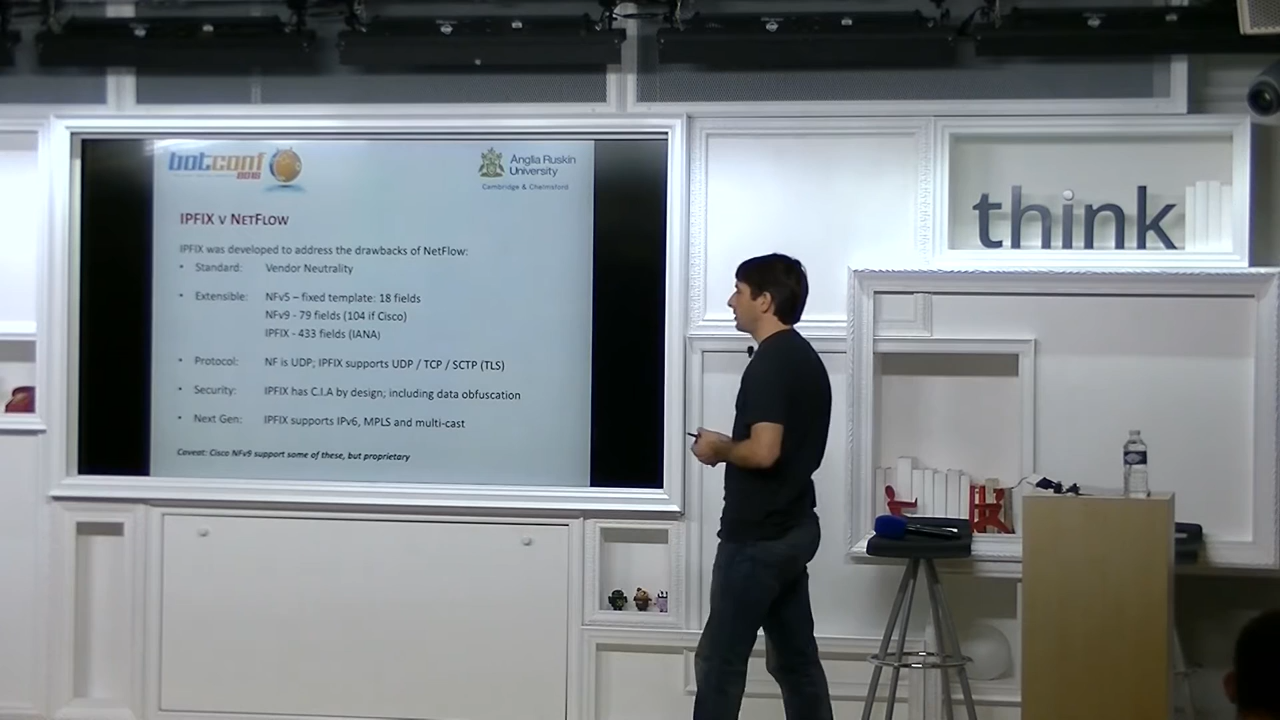 botconf
Anglia Ruskin
University
Cambridge & Chelmsford
IPFIX V NETFLOW
IPFIX was developed to address the drawbacks of NetFlow:
• Standard: Vendor Neutrality
• Extensible: NFv5 – fixed template: 18 fields
NFv9 - 79 fields (104 if Cisco)
IPFIX - 433 fields (IANA)
• Protocol: NF is UDP; IPFIX supports UDP / TCP / SCTP (TLS)
• Security: IPFIX has C.I.A by design; including data obfuscation
• Next Gen: IPFIX supports IPv6, MPLS and multi-cast
Caveat: Cisco NFv9 support some of these, but proprietary
think